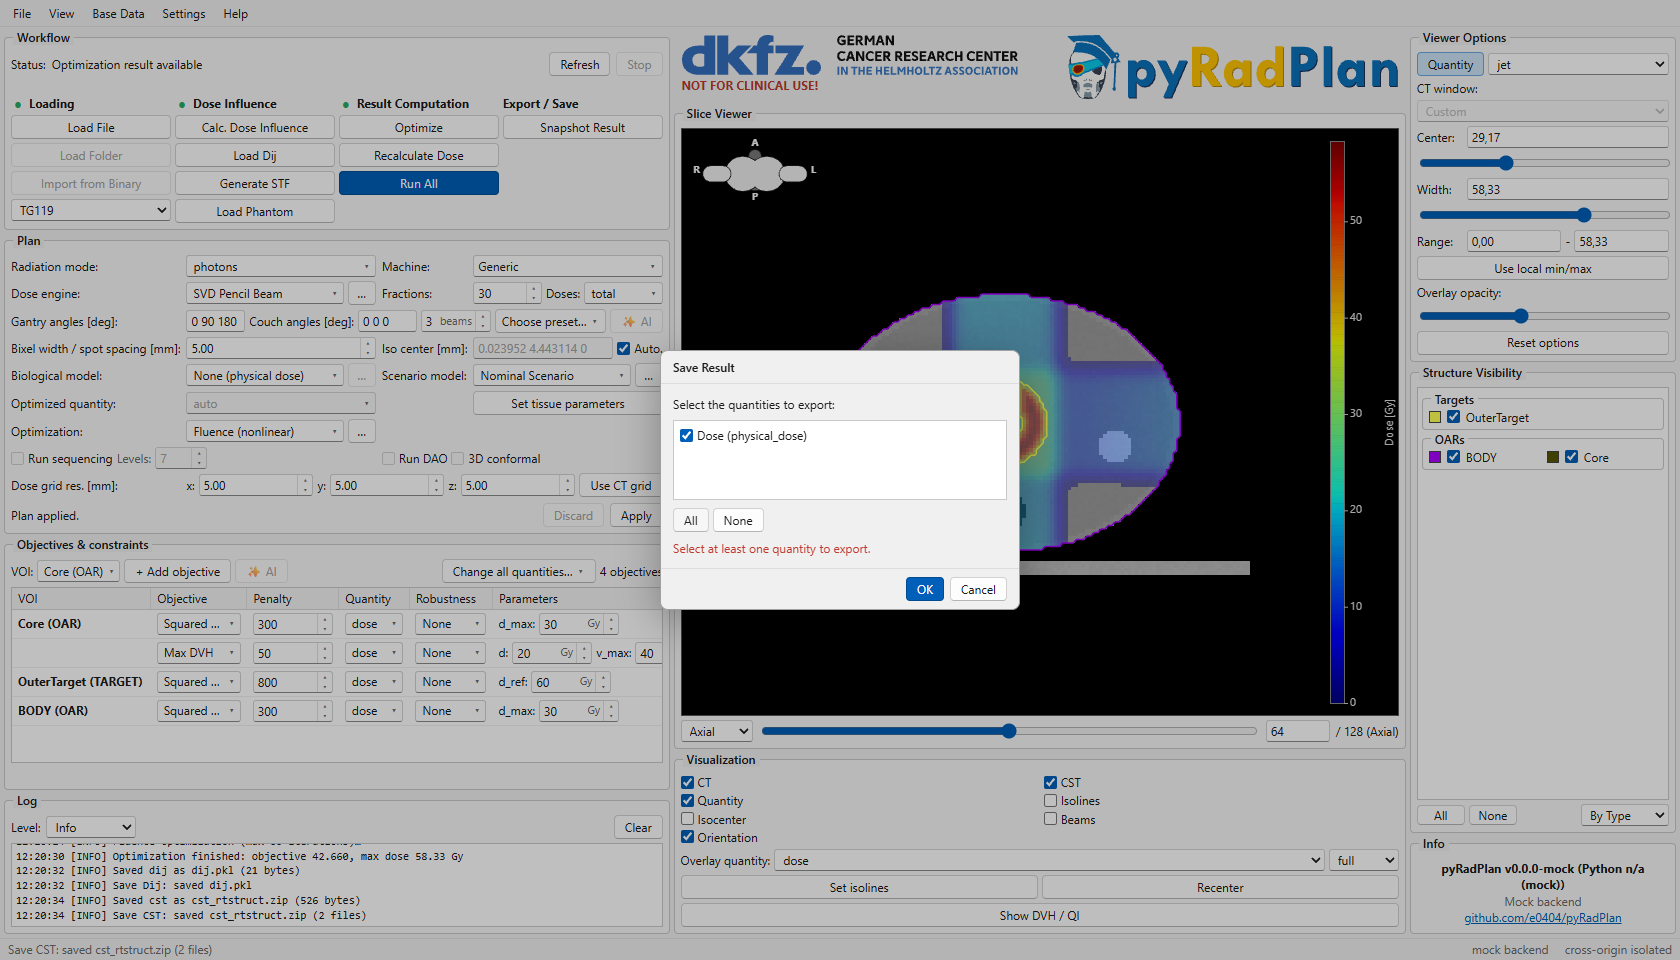 File View Base Data Settings Help
Workflow
Status: Optimization result available
Refresh Stop
Loading Dose Influence Result Computation Export / Save
Load File Calc. Dose Influence Optimize Snapshot Result
Load Folder Load Dij Recalculate Dose
Import from Binary Generate STF Run All
TG119 Load Phantom
Plan
Radiation mode: photons Machine: Generic
Dose engine: SVD Pencil Beam ... Fractions: 30 Doses: total
Gantry angles [deg]: 0 90 180 Couch angles [deg]: 0 0 0 3 beams Choose preset... AI
Bixel width / spot spacing [mm]: 5.00 Iso center [mm]: 0.023952 4.443114 0 Auto.
Biological model: None (physical dose) ... Scenario model: Nominal Scenario ...
Optimized quantity: auto Set tissue parameters
Optimization: Fluence (nonlinear) ...
Run sequencing Levels: 7 Run DAO 3D conformal
Dose grid res. [mm]: x: 5.00 y: 5.00 z: 5.00 Use CT grid
Plan applied. Discard Apply
Objectives & constraints
VOI: Core (OAR) + Add objective AI Change all quantities... 4 objectives
VOI Objective Penalty Quantity Robustness Parameters
Core (OAR) Squared ... 300 dose None d_max: 30 Gy
Max DVH 50 dose None d: 20 Gy v_max: 40
OuterTarget (TARGET) Squared ... 800 dose None d_ref: 60 Gy
BODY (OAR) Squared ... 300 dose None d_max: 30 Gy
Log
Level: Info Clear
12:20:30 [INFO] Optimization finished: objective 42.660, max dose 58.33 Gy
12:20:32 [INFO] Saved dij as dij.pkl (21 bytes)
12:20:32 [INFO] Save Dij: saved dij.pkl
12:20:34 [INFO] Saved cst as cst_rtstruct.zip (526 bytes)
12:20:34 [INFO] Save CST: saved cst_rtstruct.zip (2 files)
Save CST: saved cst_rtstruct.zip (2 files)
dkfz.
GERMAN
CANCER RESEARCH CENTER
IN THE HELMHOLTZ ASSOCIATION
NOT FOR CLINICAL USE!
pyRadPlan
Slice Viewer
A
R L
P
50
40
30
20
10
0
Dose [Gy]
Axial 64 / 128 (Axial)
Save Result
Select the quantities to export:
Dose (physical_dose)
All None
Select at least one quantity to export.
OK Cancel
Visualization
CT CST
Quantity Isolines
Isocenter Beams
Orientation
Overlay quantity: dose full
Set isolines Recenter
Show DVH / QI
Viewer Options
Quantity jet
CT window:
Custom
Center: 29,17
Width: 58,33
Range: 0,00 - 58,33
Use local min/max
Overlay opacity:
Reset options
Structure Visibility
Targets
OuterTarget
OARs
BODY Core
All None By Type
Info
pyRadPlan v0.0.0-mock (Python n/a
(mock))
Mock backend
github.com/e0404/pyRadPlan
mock backend cross-origin isolated